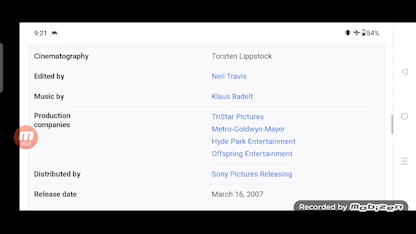 9:21 54%
Cinematography Torsten Lippstock
Edited by Neil Travis
Music by Klaus Badelt
Production companies TriStar Pictures
Metro-Goldwyn-Mayer
Hyde Park Entertainment
Offspring Entertainment
Distributed by Sony Pictures Releasing
Release date March 16, 2007
Recorded by Mobizen